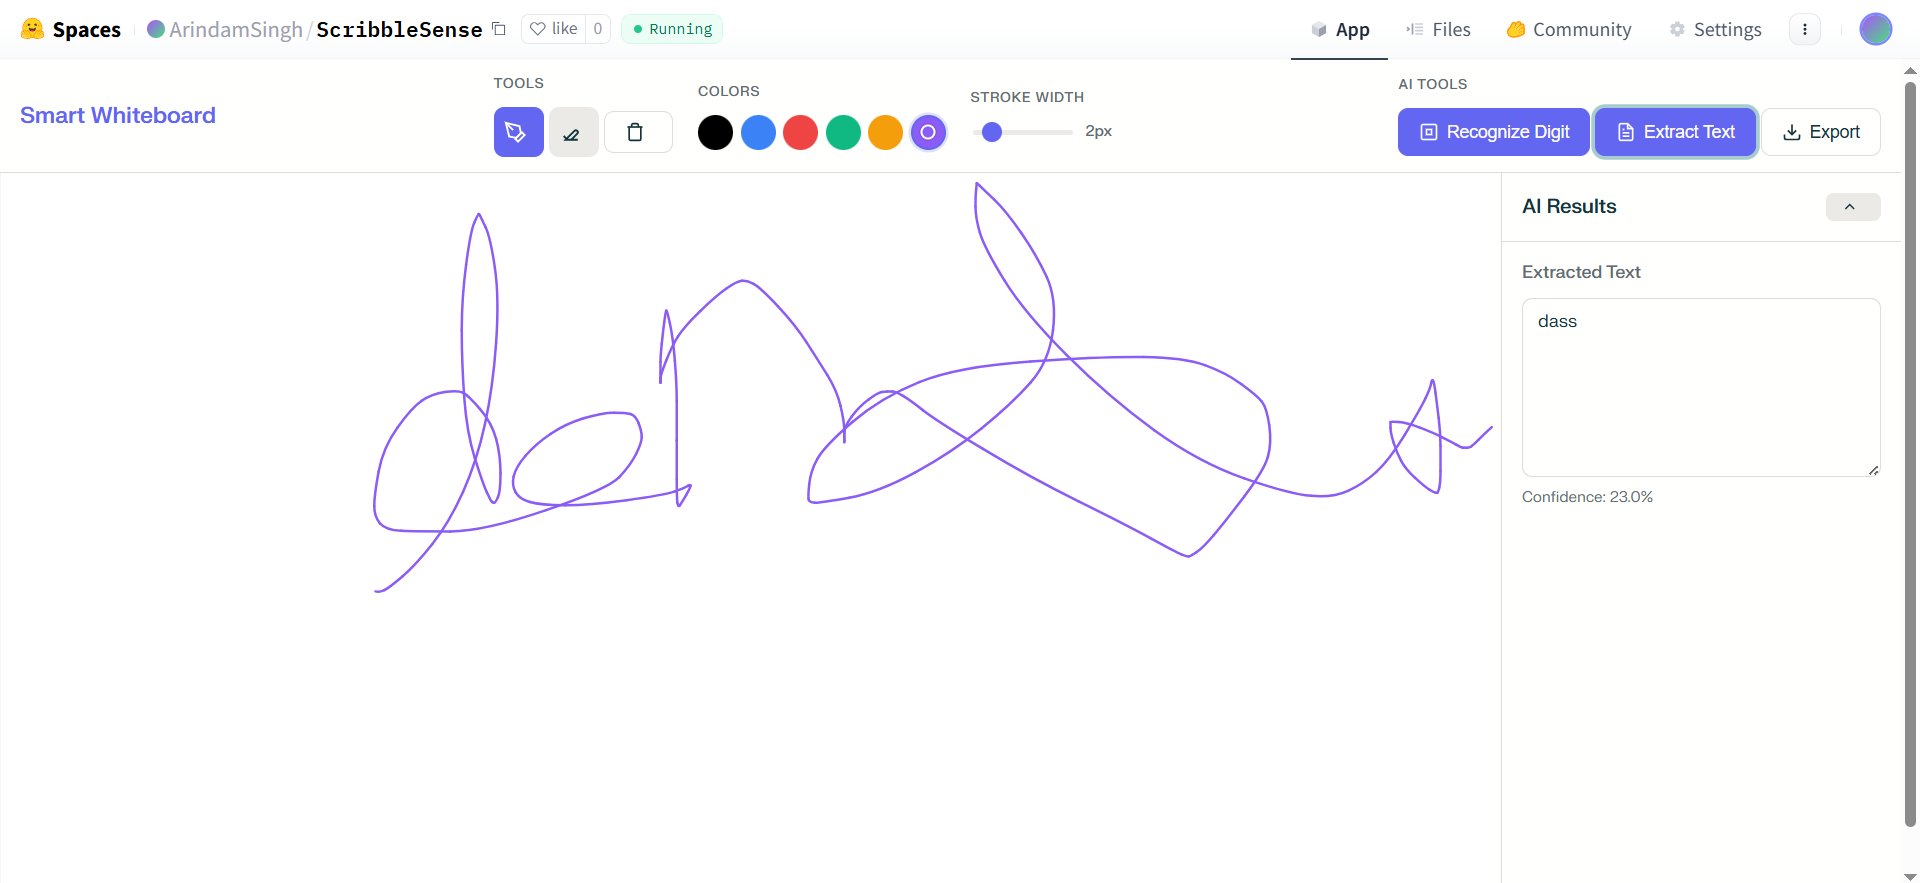 Spaces ArindamSingh/ScribbleSense like 0 Running App Files Community Settings
Smart Whiteboard
TOOLS COLORS STROKE WIDTH 2px AI TOOLS
Recognize Digit Extract Text Export
AI Results
Extracted Text
dass
Confidence: 23.0%